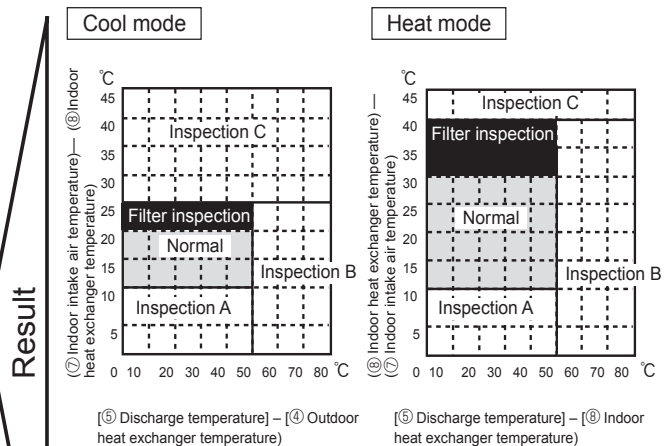 Cool mode
Heat mode
Result
℃
45
40
35
30
25
20
15
10
5
0 10 20 30 40 50 60 70 80 ℃
Inspection C
Filter inspection
Normal
Inspection B
Inspection A
(⑦ Indoor intake air temperature)— (⑧Indoor
heat exchanger temperature)
[⑤ Discharge temperature] – [④ Outdoor
heat exchanger temperature)
℃
45
40
35
30
25
20
15
10
5
0 10 20 30 40 50 60 70 80 ℃
Inspection C
Filter inspection
Normal
Inspection B
Inspection A
(⑧ Indoor heat exchanger temperature) —
(⑦ Indoor intake air temperature)
[⑤ Discharge temperature] – [⑧ Indoor
heat exchanger temperature)